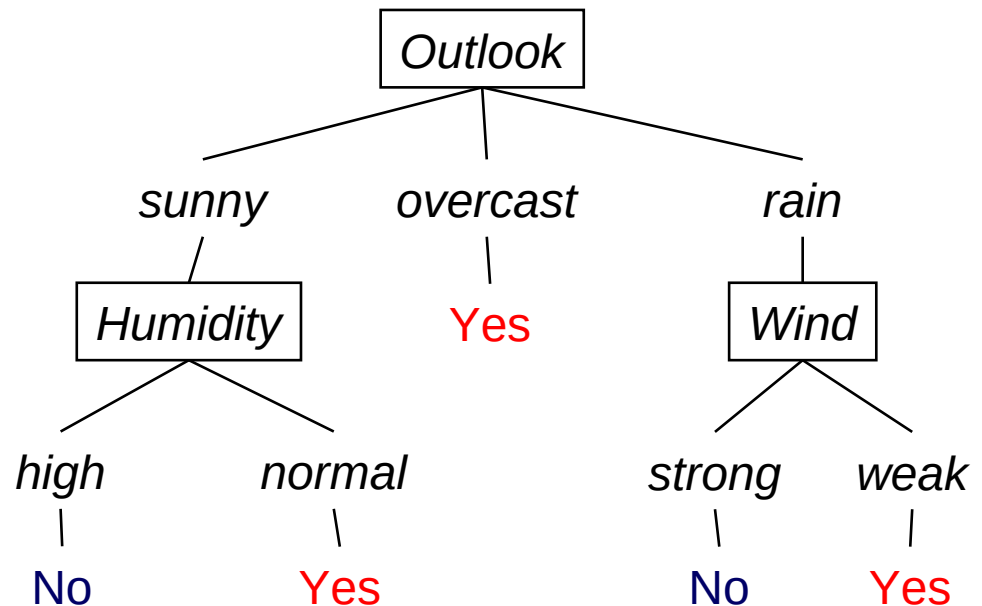 Outlook
sunny overcast rain
Humidity Yes Wind
high normal strong weak
No Yes No Yes